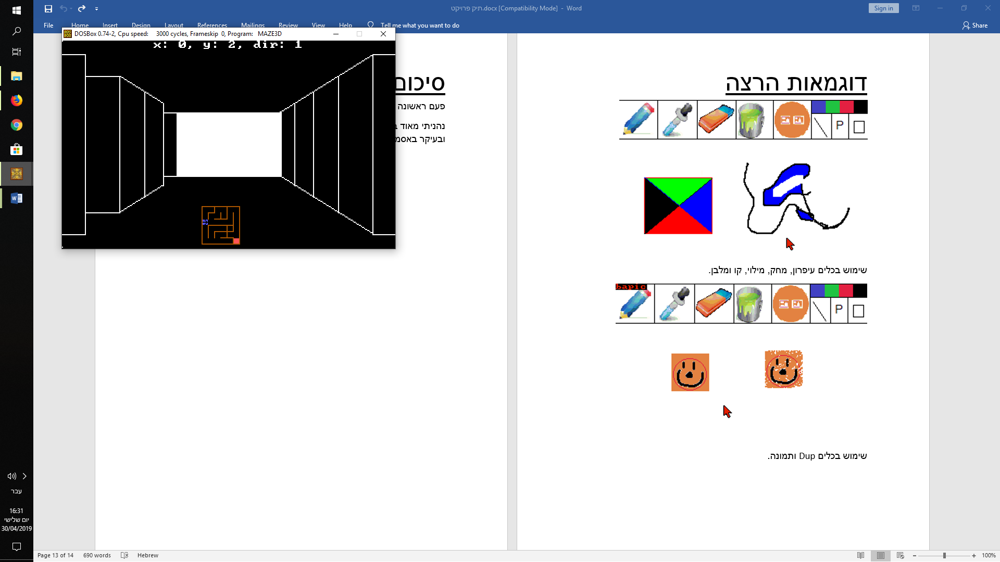 תיק פרויקט.docx [Compatibility Mode] - Word
Sign in
File Home Insert Design Layout References Mailings Review View Help Tell me what you want to do
Share
DOSBox 0.74-2, Cpu speed: 3000 cycles, Frameskip 0, Program: MAZE3D
x: 0, y: 2, dir: 1
סיכום
פעם ראשונה
נהניתי מאוד
ובעיקר באסמ
דוגמאות הרצה
P
שימוש בכלים עיפרון, מחק, מילוי, קו ומלבן.
bapic
P
שימוש בכלים Dup ותמונה.
עבר
16:31
יום שלישי
30/04/2019
Page 13 of 14 690 words Hebrew
100%